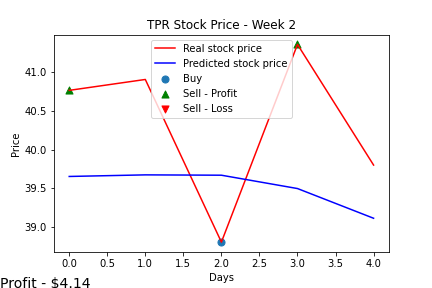 TPR Stock Price - Week 2
Real stock price
Predicted stock price
Buy
Sell - Profit
Sell - Loss
Price
41.0
40.5
40.0
39.5
39.0
0.0 0.5 1.0 1.5 2.0 2.5 3.0 3.5 4.0
Days
Profit - $4.14